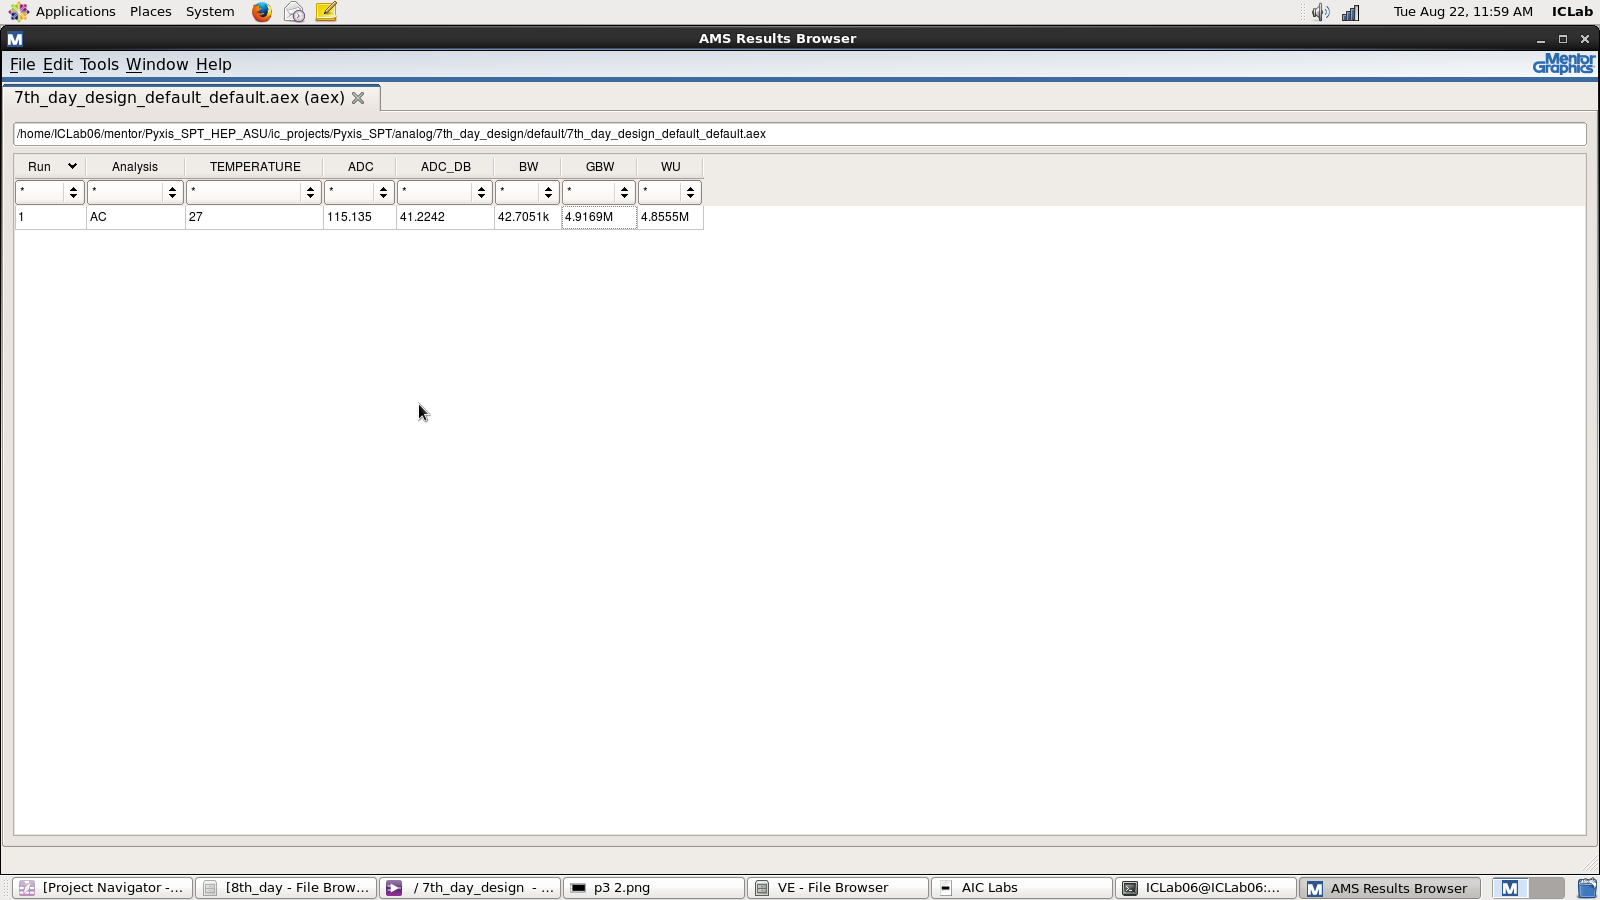 Applications Places System Tue Aug 22, 11:59 AM ICLab
M AMS Results Browser
File Edit Tools Window Help Mentor Graphics
7th_day_design_default_default.aex (aex)
/home/ICLab06/mentor/Pyxis_SPT_HEP_ASU/ic_projects/Pyxis_SPT/analog/7th_day_design/default/7th_day_design_default_default.aex
Run Analysis TEMPERATURE ADC ADC_DB BW GBW WU
* * * * * * * *
1 AC 27 115.135 41.2242 42.7051k 4.9169M 4.8555M
[Project Navigator -... [8th_day - File Brow... / 7th_day_design - ... p3 2.png VE - File Browser AIC Labs ICLab06@ICLab06:... M AMS Results Browser M